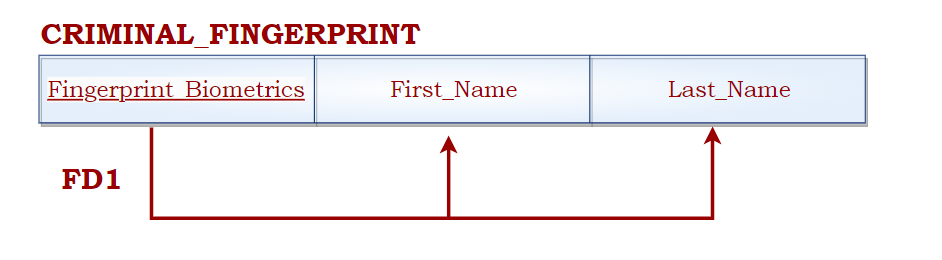 CRIMINAL_FINGERPRINT
Fingerprint_Biometrics First_Name Last_Name
FD1